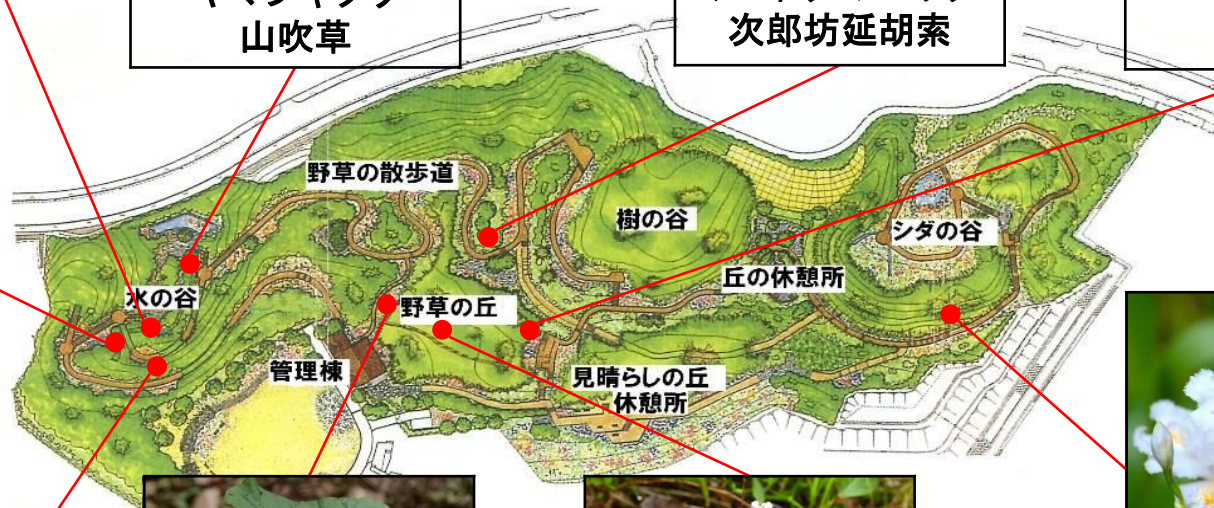 山吹草
次郎坊延胡索
野草の散歩道
樹の谷
シダの谷
丘の休憩所
水の谷
野草の丘
管理棟
見晴らしの丘
休憩所